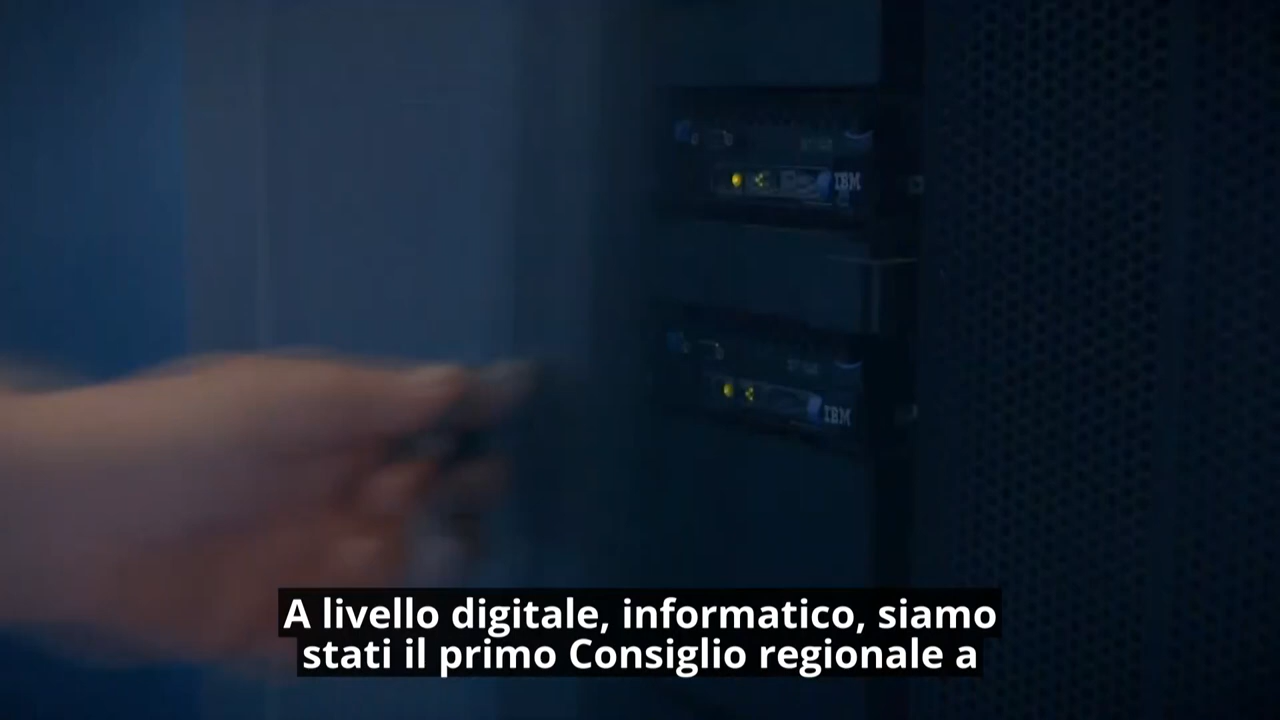 IBM
IBM
A livello digitale, informatico, siamo
stati il primo Consiglio regionale a